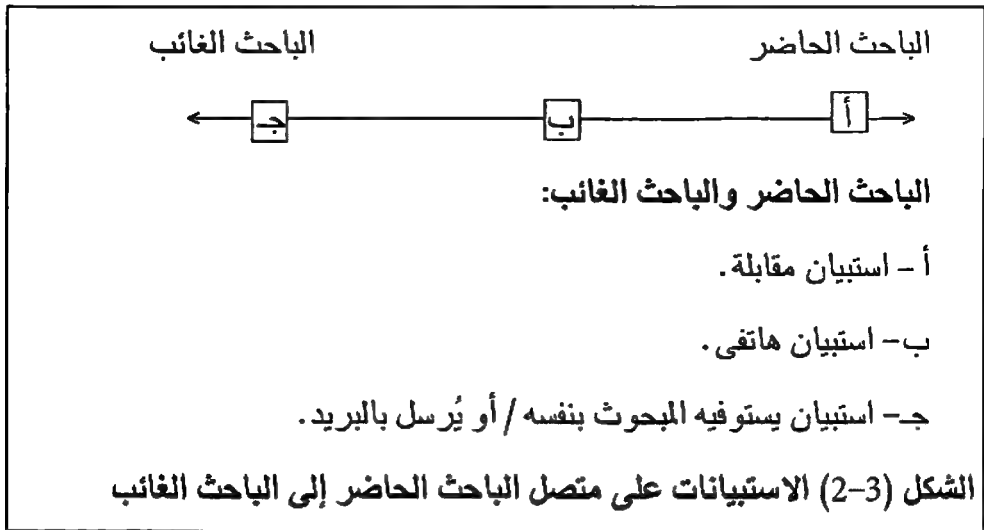 الباحث الحاضر الباحث الغائب
أ ب جـ
الباحث الحاضر والباحث الغائب:
أ – استبيان مقابلة.
ب- استبيان هاتفى.
جـ- استبيان يستوفيه المبحوث بنفسه / أو يُرسل بالبريد.
الشكل (3-2) الاستبيانات على متصل الباحث الحاضر إلى الباحث الغائب